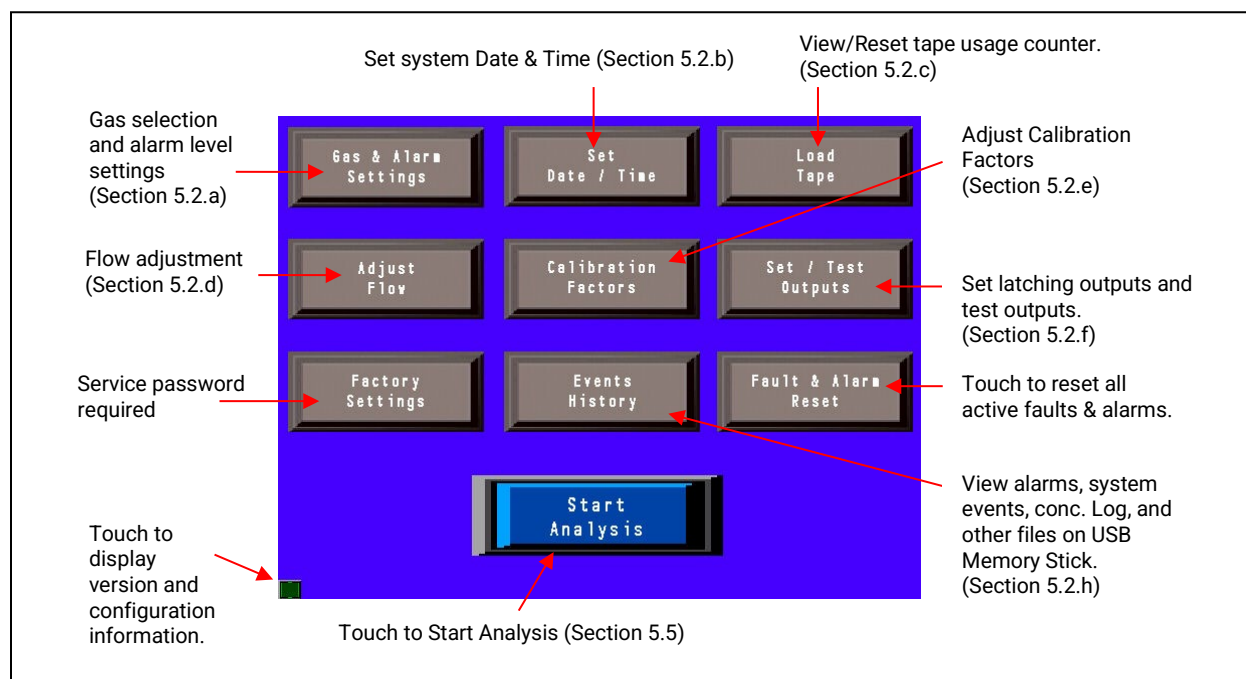 Set system Date & Time (Section 5.2.b)
View/Reset tape usage counter.
(Section 5.2.c)
Gas selection
and alarm level
settings
(Section 5.2.a)
Gas & Alarm
Settings
Set
Date / Time
Load
Tape
Adjust Calibration
Factors
(Section 5.2.e)
Flow adjustment
(Section 5.2.d)
Adjust
Flow
Calibration
Factors
Set / Test
Outputs
Set latching outputs and
test outputs.
(Section 5.2.f)
Service password
required
Factory
Settings
Events
History
Fault & Alarm
Reset
Touch to reset all
active faults & alarms.
Start
Analysis
View alarms, system
events, conc. Log, and
other files on USB
Memory Stick.
(Section 5.2.h)
Touch to
display
version and
configuration
information.
Touch to Start Analysis (Section 5.5)